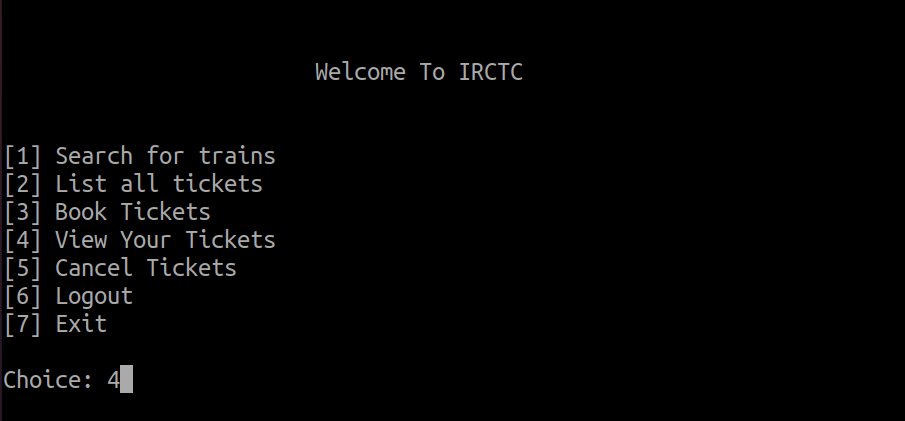 Welcome To IRCTC
[1] Search for trains
[2] List all tickets
[3] Book Tickets
[4] View Your Tickets
[5] Cancel Tickets
[6] Logout
[7] Exit
Choice: 4